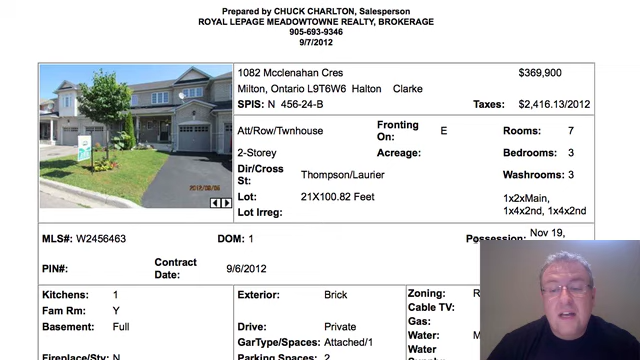 Prepared by CHUCK CHARLTON, Salesperson
ROYAL LEPAGE MEADOWTOWNE REALTY, BROKERAGE
905-693-9346
9/7/2012
1082 Mcclenahan Cres $369,900
Milton, Ontario L9T6W6 Halton Clarke
SPIS: N 456-24-B Taxes: $2,416.13/2012
Att/Row/Twnhouse Fronting On: E Rooms: 7
2-Storey Acreage: Bedrooms: 3
Dir/Cross St: Thompson/Laurier Washrooms: 3
Lot: 21X100.82 Feet 1x2xMain,
Lot Irreg: 1x4x2nd, 1x4x2nd
MLS#: W2456463 DOM: 1 Possession: Nov 19,
PIN#: Contract Date: 9/6/2012
Kitchens: 1 Exterior: Brick Zoning: R
Fam Rm: Y Cable TV:
Basement: Full Drive: Private Gas:
GarType/Spaces: Attached/1 Water: M
Fireplace/Stv: N Parking Spaces: 2 Water